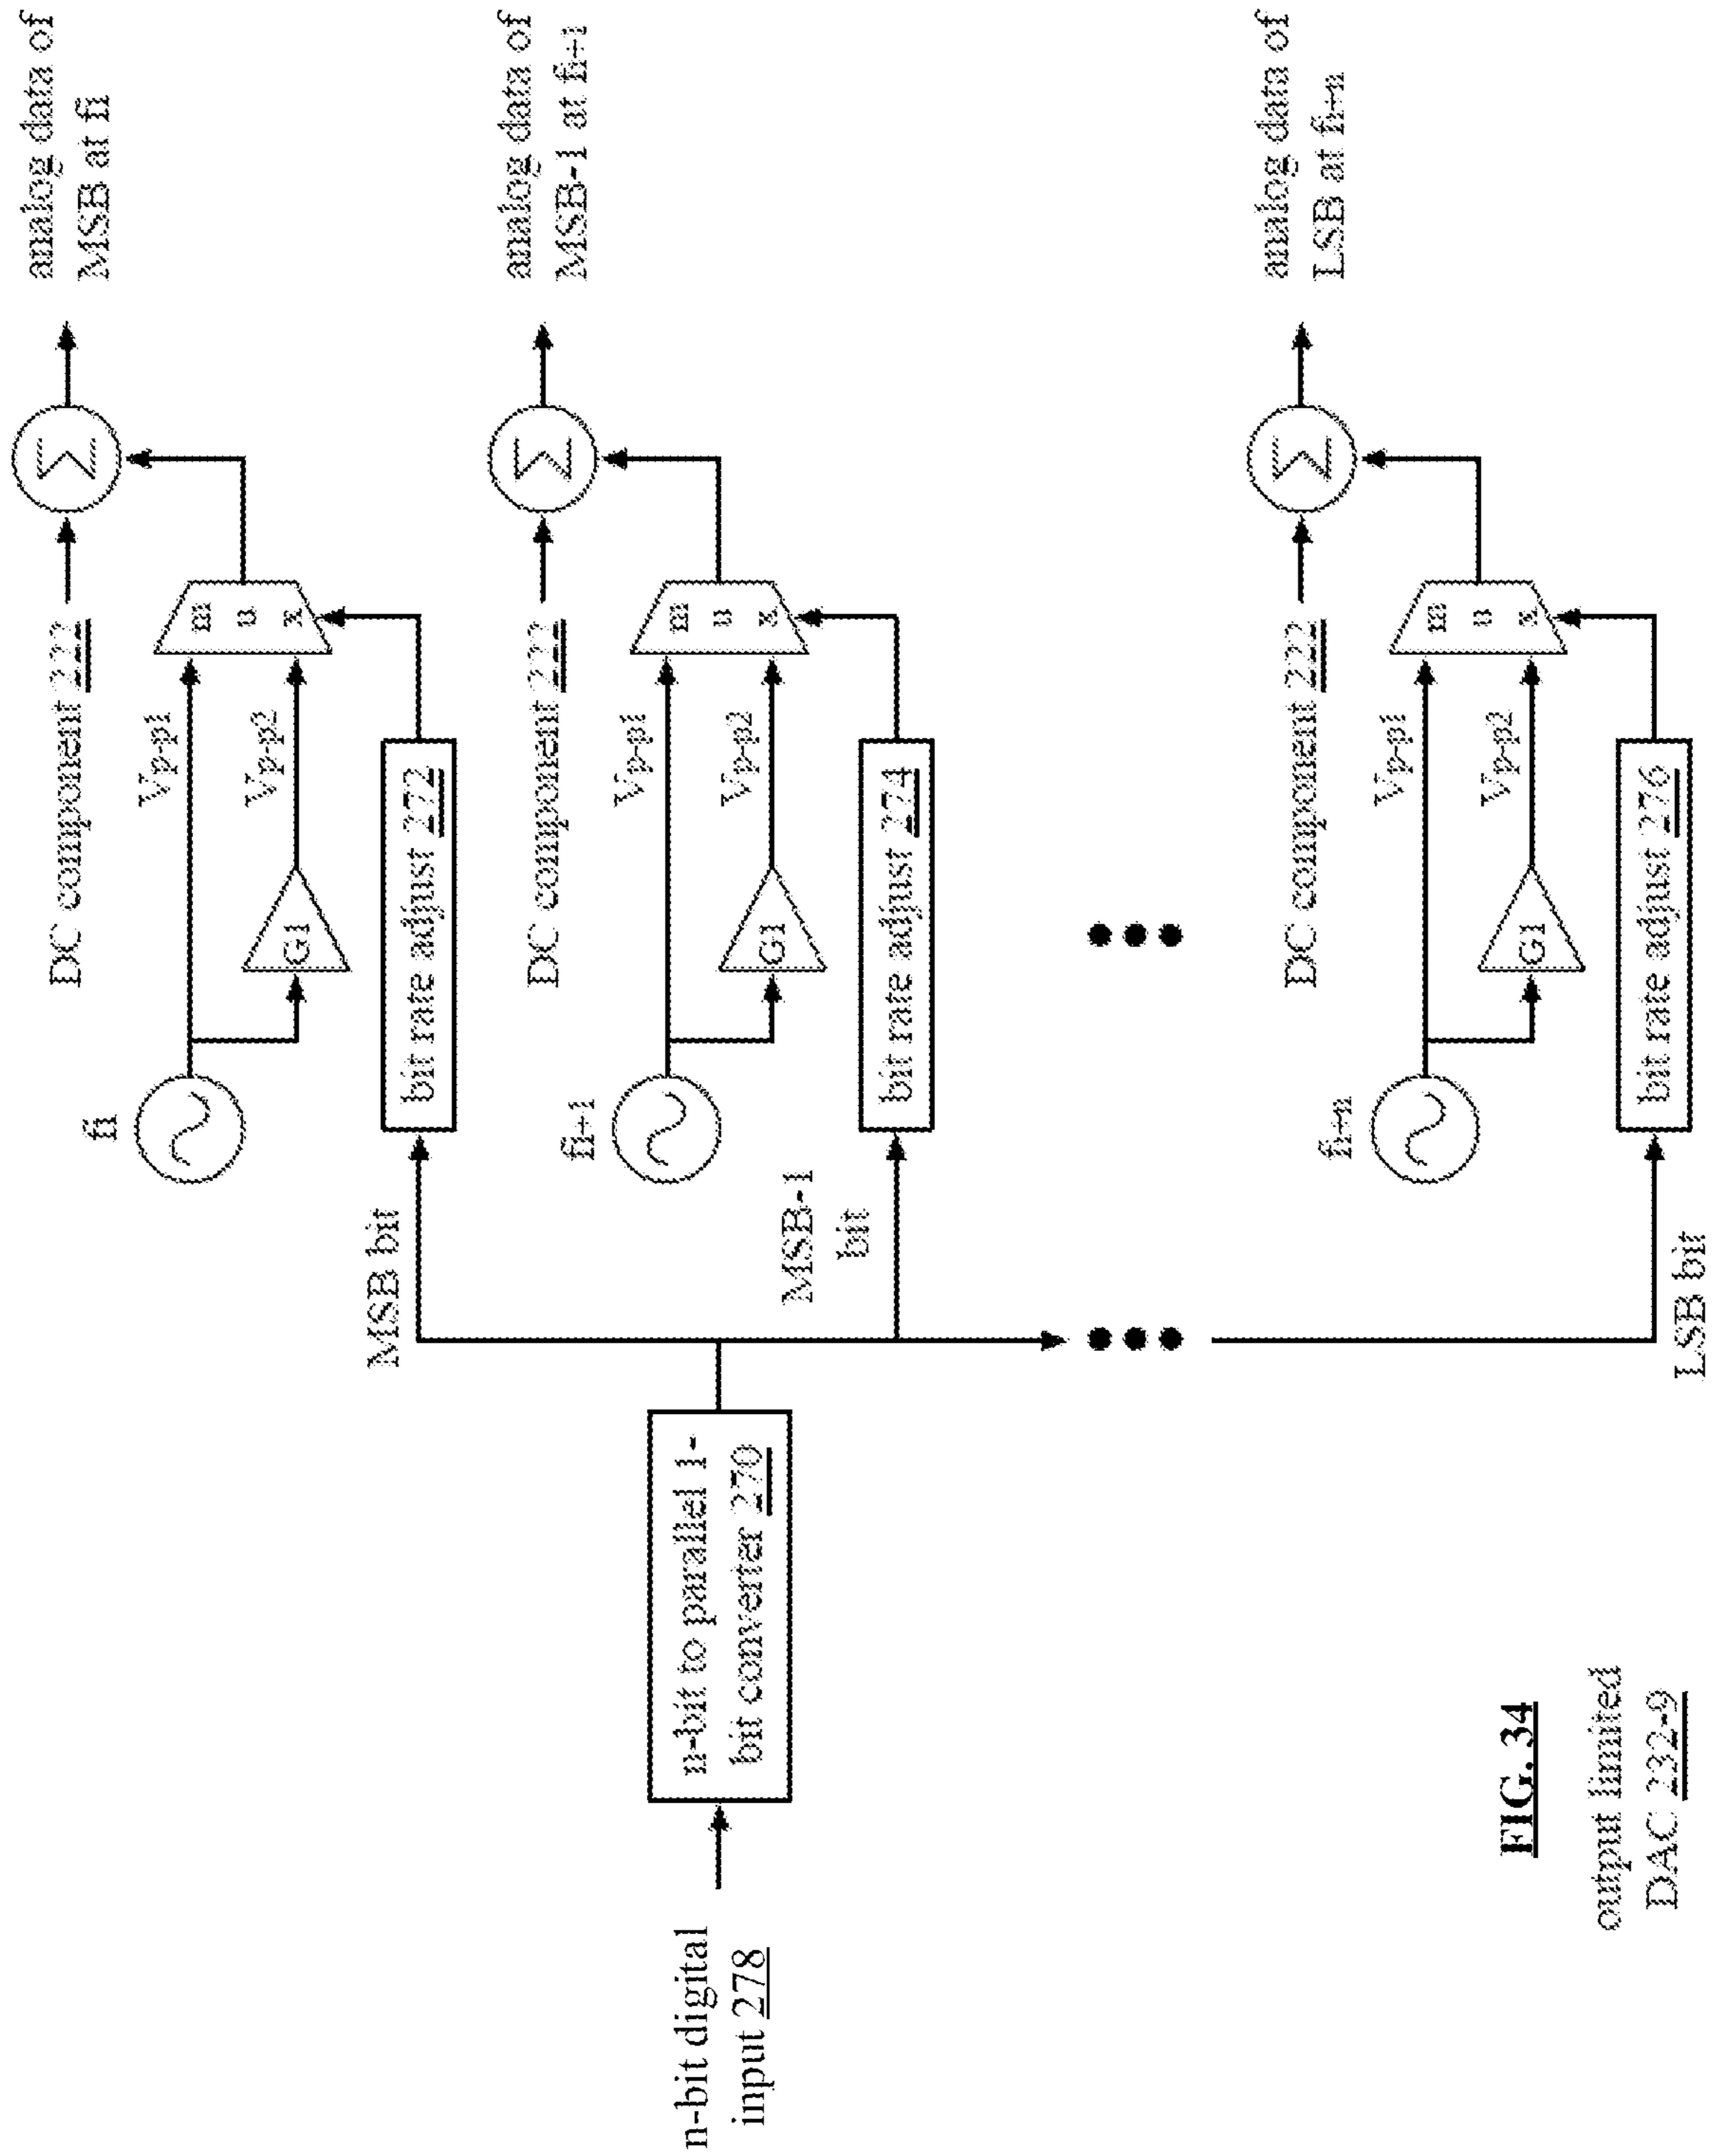 analog data of
MSB at fi
DC component 222
Vp-p1
Vp-p2
m
u
x
Σ
fi
G1
MSB bit
bit rate adjust 272
analog data of
MSB-1 at fi+1
DC component 222
Vp-p1
Vp-p2
m
u
x
Σ
fi+1
G1
MSB-1
bit
bit rate adjust 274
n-bit digital
input 278
n-bit to parallel 1-
bit converter 270
analog data of
LSB at fi+n
DC component 222
Vp-p1
Vp-p2
m
u
x
Σ
fi+n
G1
bit rate adjust 276
LSB bit
FIG. 34
output limited
DAC 232-9